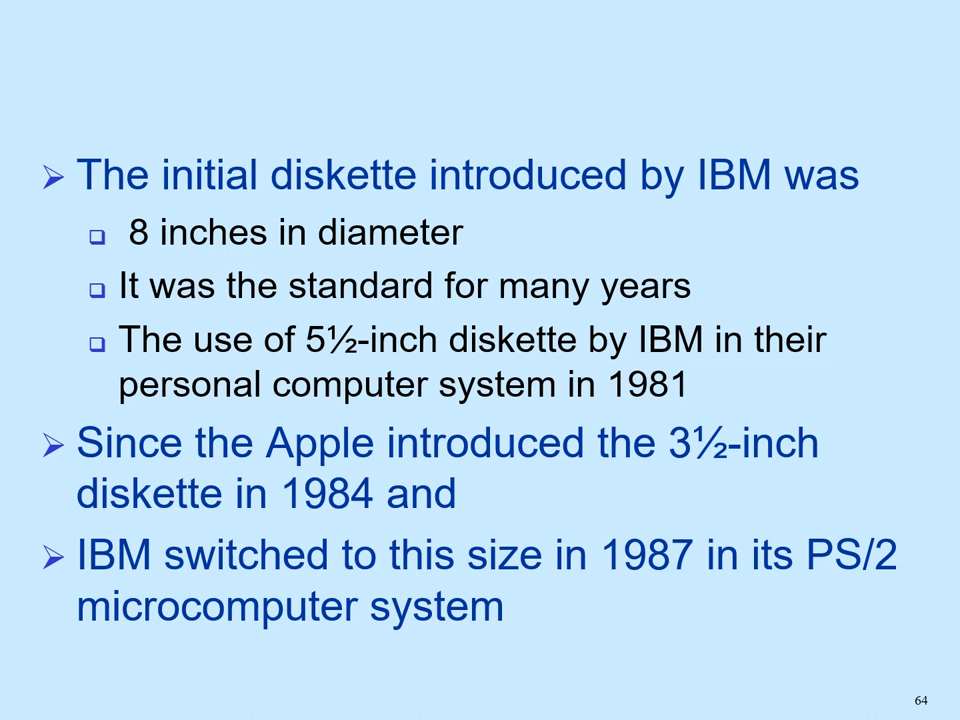 The initial diskette introduced by IBM was
8 inches in diameter
It was the standard for many years
The use of 5½-inch diskette by IBM in their
personal computer system in 1981
Since the Apple introduced the 3½-inch
diskette in 1984 and
IBM switched to this size in 1987 in its PS/2
microcomputer system
64